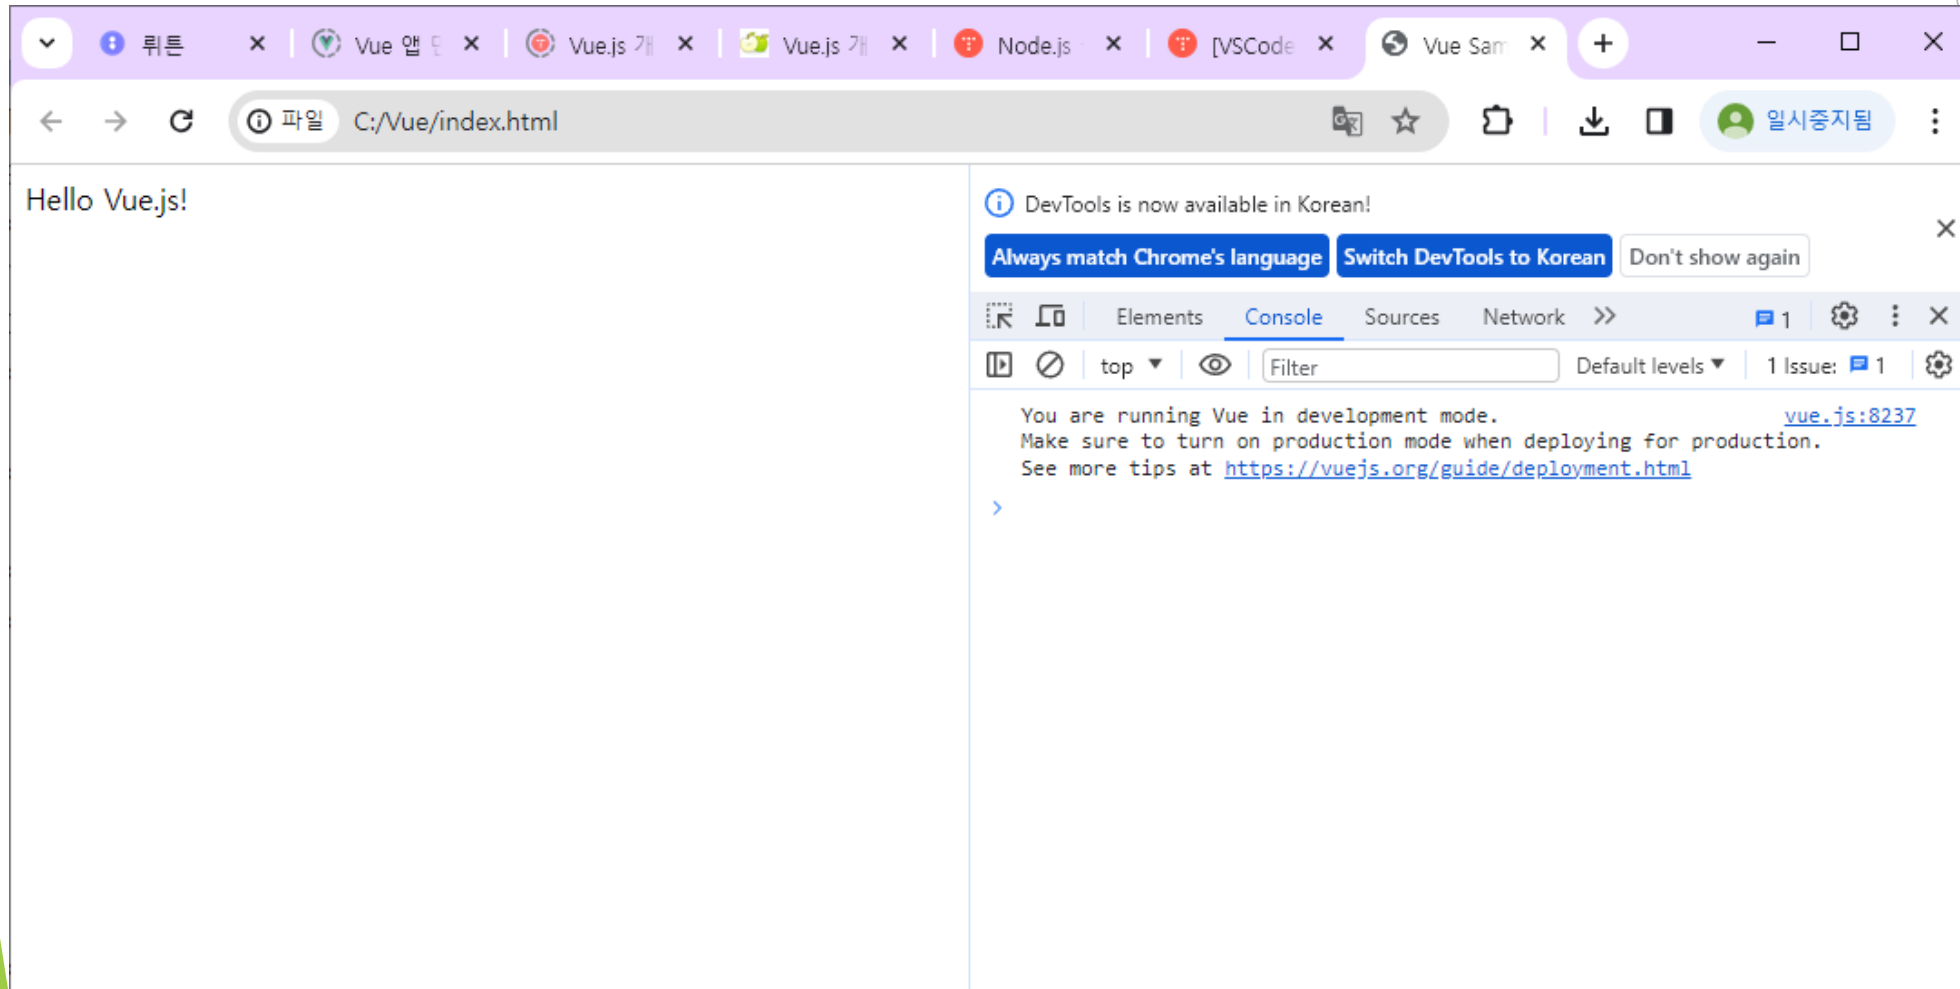 뤼튼 Vue 앱 Vue.js Vue.js Node.js [VSCode Vue Sam
파일 C:/Vue/index.html 일시중지됨
Hello Vue.js!
DevTools is now available in Korean!
Always match Chrome's language Switch DevTools to Korean Don't show again
Elements Console Sources Network 1
top Filter Default levels 1 Issue: 1
You are running Vue in development mode. vue.js:8237
Make sure to turn on production mode when deploying for production.
See more tips at https://vuejs.org/guide/deployment.html